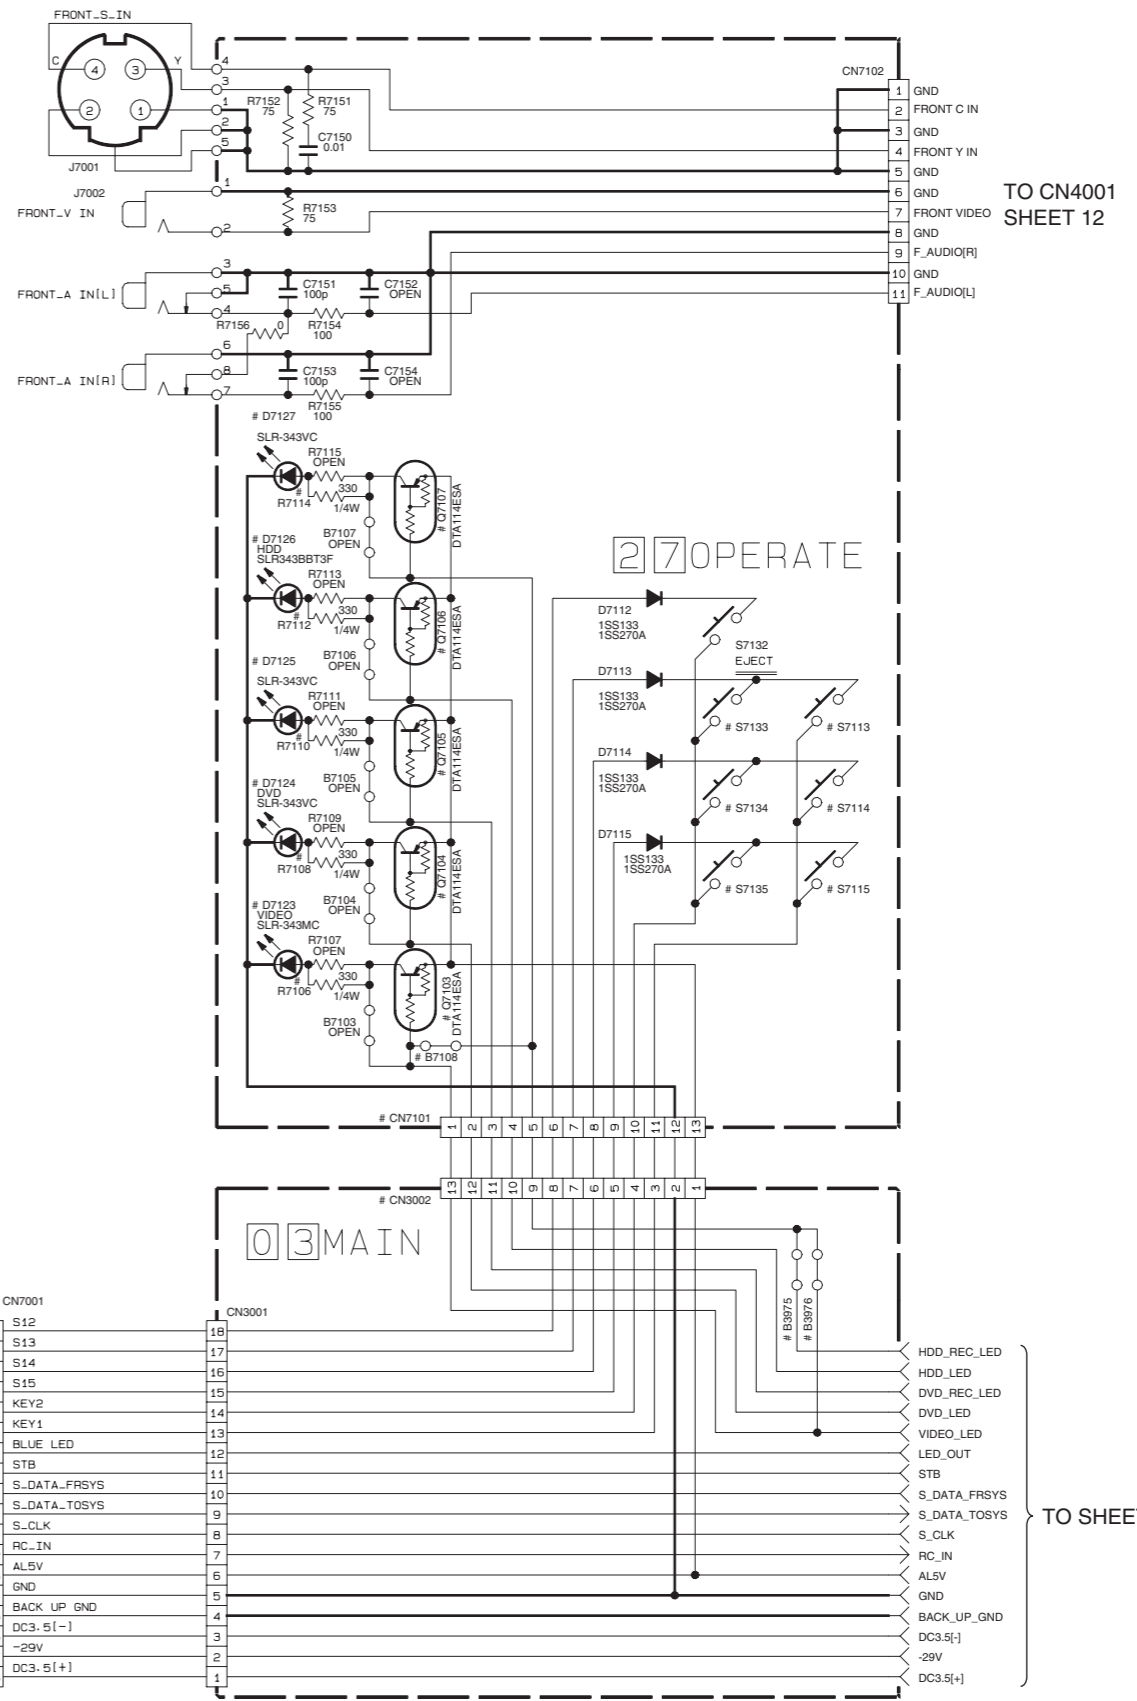 FRONT_S_IN
C
Y
4
3
2
1
J7001
4
3
1
2
5
R7152
75
R7151
75
C7150
0.01
CN7102
1 GND
2 FRONT C IN
3 GND
4 FRONT Y IN
5 GND
6 GND
7 FRONT VIDEO
8 GND
9 F_AUDIO[R]
10 GND
11 F_AUDIO[L]
TO CN4001
SHEET 12
J7002
FRONT_V IN
1
2
R7153
75
FRONT_A IN[L]
3
5
4
C7151
100p
C7152
OPEN
R7156
0
R7154
100
FRONT_A IN[R]
6
8
7
C7153
100p
C7154
OPEN
R7155
100
# D7127
SLR-343VC
R7115
OPEN
#
R7114
330
1/4W
B7107
OPEN
# Q7107
DTA114ESA
# D7126
HDD
SLR343BBT3F
R7113
OPEN
#
R7112
330
1/4W
B7106
OPEN
# Q7106
DTA114ESA
# D7125
SLR-343VC
R7111
OPEN
#
R7110
330
1/4W
B7105
OPEN
# Q7105
DTA114ESA
# D7124
DVD
SLR-343VC
R7109
OPEN
#
R7108
330
1/4W
B7104
OPEN
# Q7104
DTA114ESA
# D7123
VIDEO
SLR-343MC
R7107
OPEN
#
R7106
330
1/4W
B7103
OPEN
# Q7103
DTA114ESA
# B7108
27 OPERATE
D7112
1SS133
1SS270A
S7132
EJECT
D7113
1SS133
1SS270A
# S7133
# S7113
D7114
1SS133
1SS270A
# S7134
# S7114
D7115
1SS133
1SS270A
# S7135
# S7115
# CN7101
1 2 3 4 5 6 7 8 9 10 11 12 13
# CN3002
13 12 11 10 9 8 7 6 5 4 3 2 1
03 MAIN
# B3975
# B3976
CN7001
CN3001
S12 18
S13 17
S14 16
S15 15
KEY2 14
KEY1 13
BLUE LED 12
STB 11
S_DATA_FRSYS 10
S_DATA_TOSYS 9
S_CLK 8
RC_IN 7
AL5V 6
GND 5
BACK UP GND 4
DC3.5[-] 3
-29V 2
DC3.5[+] 1
HDD_REC_LED
HDD_LED
DVD_REC_LED
DVD_LED
VIDEO_LED
LED_OUT
STB
S_DATA_FRSYS
S_DATA_TOSYS
S_CLK
RC_IN
AL5V
GND
BACK_UP_GND
DC3.5[-]
-29V
DC3.5[+]
TO SHEET